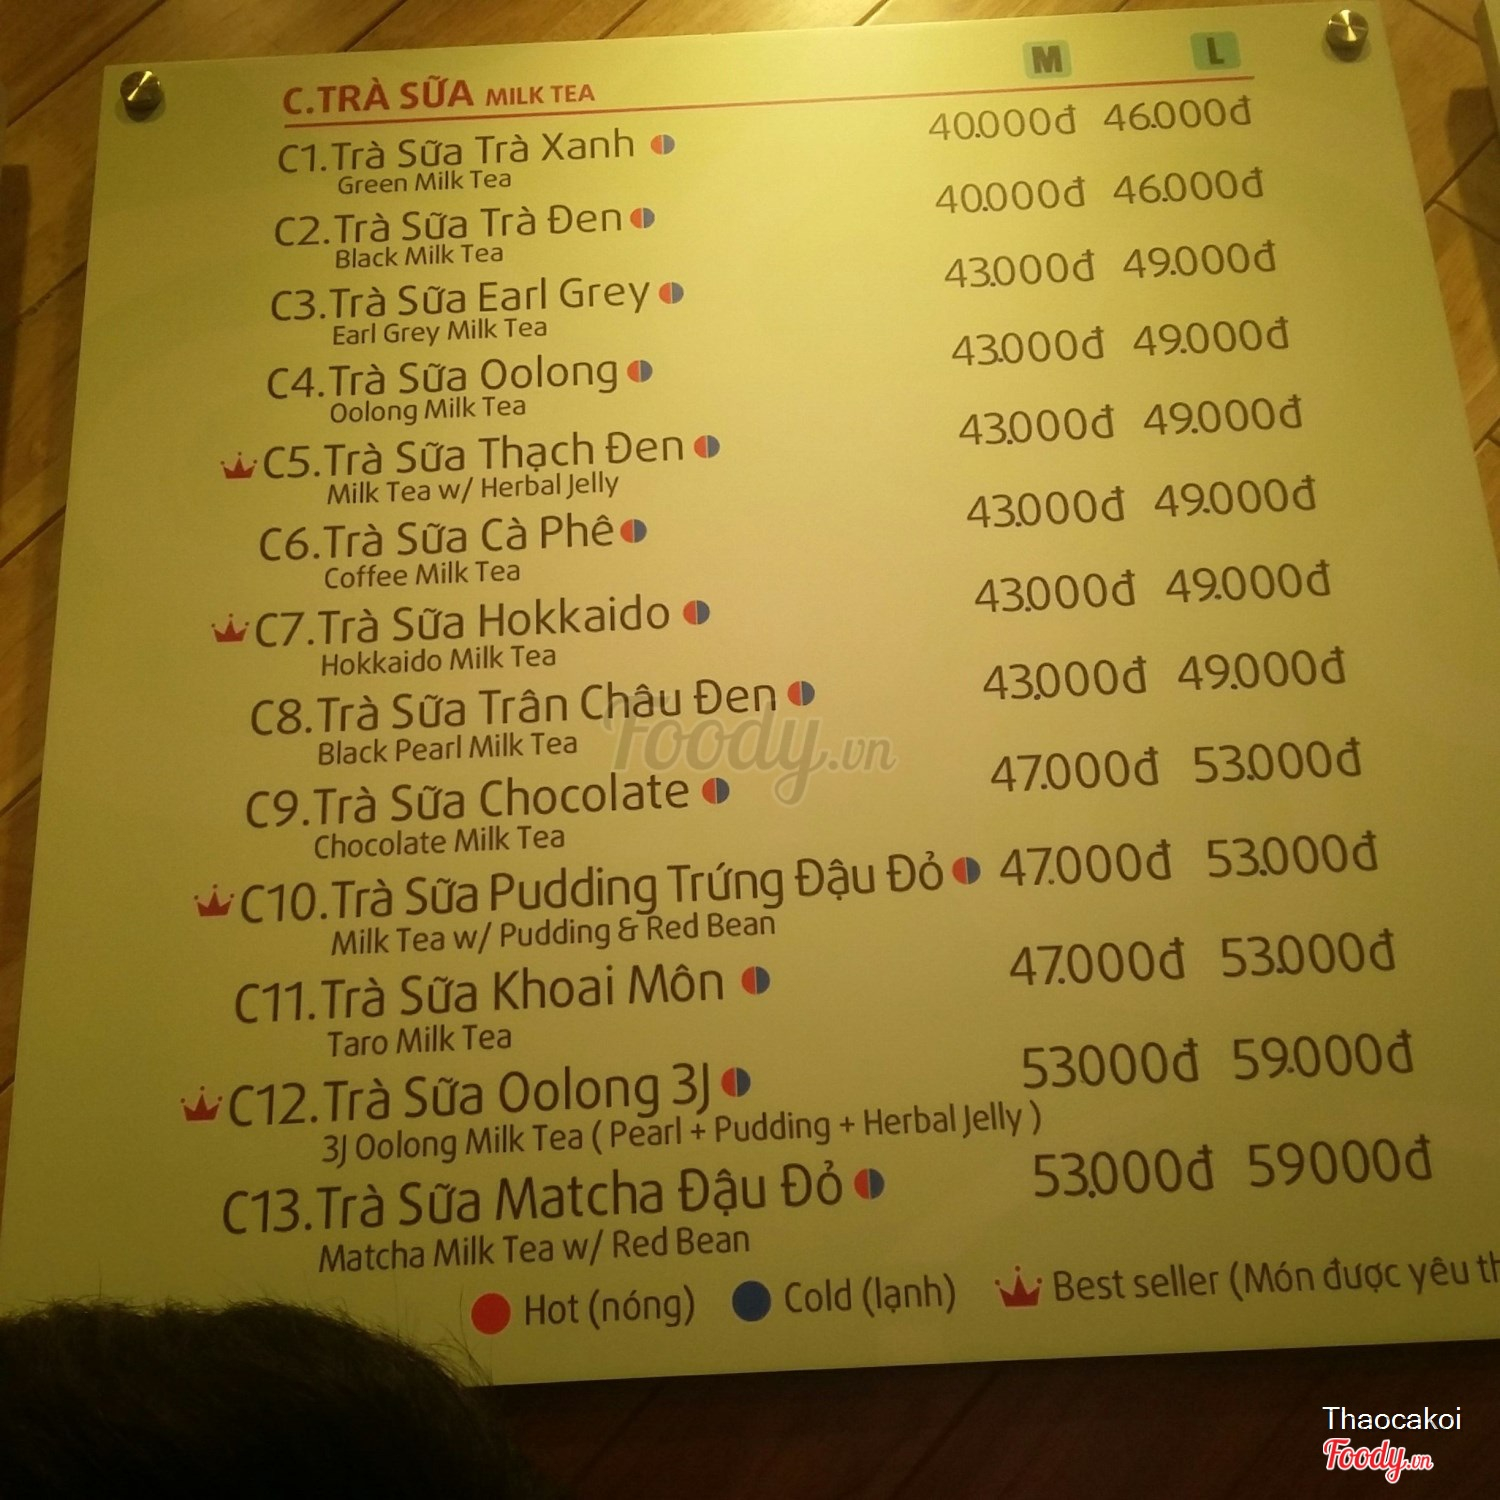 C.TRÀ SỮA MILK TEA M L
C1.Trà Sữa Trà Xanh 40.000đ 46.000đ
Green Milk Tea
C2.Trà Sữa Trà Đen 40.000đ 46.000đ
Black Milk Tea
C3.Trà Sữa Earl Grey 43.000đ 49.000đ
Earl Grey Milk Tea
C4.Trà Sữa Oolong 43.000đ 49.000đ
Oolong Milk Tea
C5.Trà Sữa Thạch Đen 43.000đ 49.000đ
Milk Tea w/ Herbal Jelly
C6.Trà Sữa Cà Phê 43.000đ 49.000đ
Coffee Milk Tea
C7.Trà Sữa Hokkaido 43.000đ 49.000đ
Hokkaido Milk Tea
C8.Trà Sữa Trân Châu Đen 43.000đ 49.000đ
Black Pearl Milk Tea
C9.Trà Sữa Chocolate 47.000đ 53.000đ
Chocolate Milk Tea
C10.Trà Sữa Pudding Trứng Đậu Đỏ 47.000đ 53.000đ
Milk Tea w/ Pudding & Red Bean
C11.Trà Sữa Khoai Môn 47.000đ 53.000đ
Taro Milk Tea
C12.Trà Sữa Oolong 3J 53000đ 59.000đ
3J Oolong Milk Tea ( Pearl + Pudding + Herbal Jelly )
C13.Trà Sữa Matcha Đậu Đỏ 53.000đ 59000đ
Matcha Milk Tea w/ Red Bean
Hot (nóng) Cold (lạnh) Best seller (Món được yêu th
Foody.vn
Thaocakoi
Foody.vn